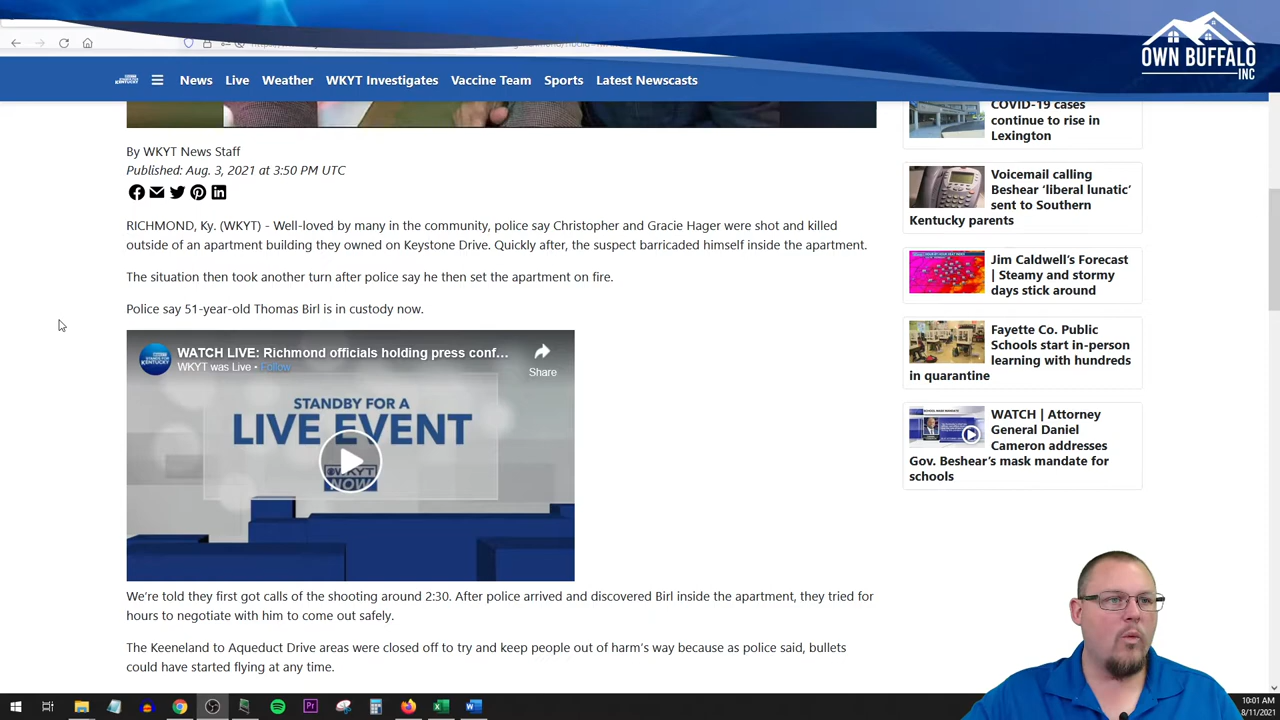 OWN BUFFALO
INC
News Live Weather WKYT Investigates Vaccine Team Sports Latest Newscasts
By WKYT News Staff
Published: Aug. 3, 2021 at 3:50 PM UTC
RICHMOND, Ky. (WKYT) - Well-loved by many in the community, police say Christopher and Gracie Hager were shot and killed
outside of an apartment building they owned on Keystone Drive. Quickly after, the suspect barricaded himself inside the apartment.
The situation then took another turn after police say he then set the apartment on fire.
Police say 51-year-old Thomas Birl is in custody now.
WATCH LIVE: Richmond officials holding press conf...
WKYT was Live • Follow
Share
STANDBY FOR A
LIVE EVENT
WKYT
NOW
We're told they first got calls of the shooting around 2:30. After police arrived and discovered Birl inside the apartment, they tried for
hours to negotiate with him to come out safely.
The Keeneland to Aqueduct Drive areas were closed off to try and keep people out of harm's way because as police said, bullets
could have started flying at any time.
COVID-19 cases
continue to rise in
Lexington
Voicemail calling
Beshear 'liberal lunatic'
sent to Southern
Kentucky parents
Jim Caldwell's Forecast
| Steamy and stormy
days stick around
Fayette Co. Public
Schools start in-person
learning with hundreds
in quarantine
WATCH | Attorney
General Daniel
Cameron addresses
Gov. Beshear's mask mandate for
schools
10:01 AM
8/11/2021